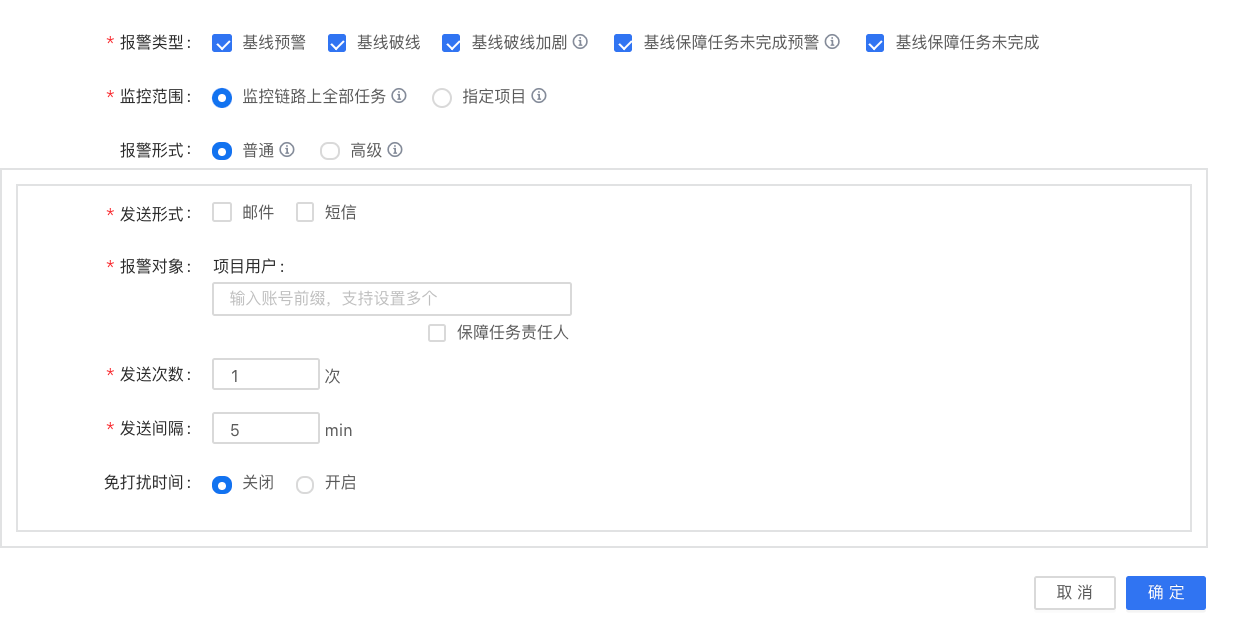 * 报警类型: 基线预警 基线破线 基线破线加剧 基线保障任务未完成预警 基线保障任务未完成
* 监控范围: 监控链路上全部任务 指定项目
报警形式: 普通 高级
* 发送形式: 邮件 短信
* 报警对象: 项目用户:
输入账号前缀，支持设置多个
保障任务责任人
* 发送次数: 1 次
* 发送间隔: 5 min
免打扰时间: 关闭 开启
取消 确定